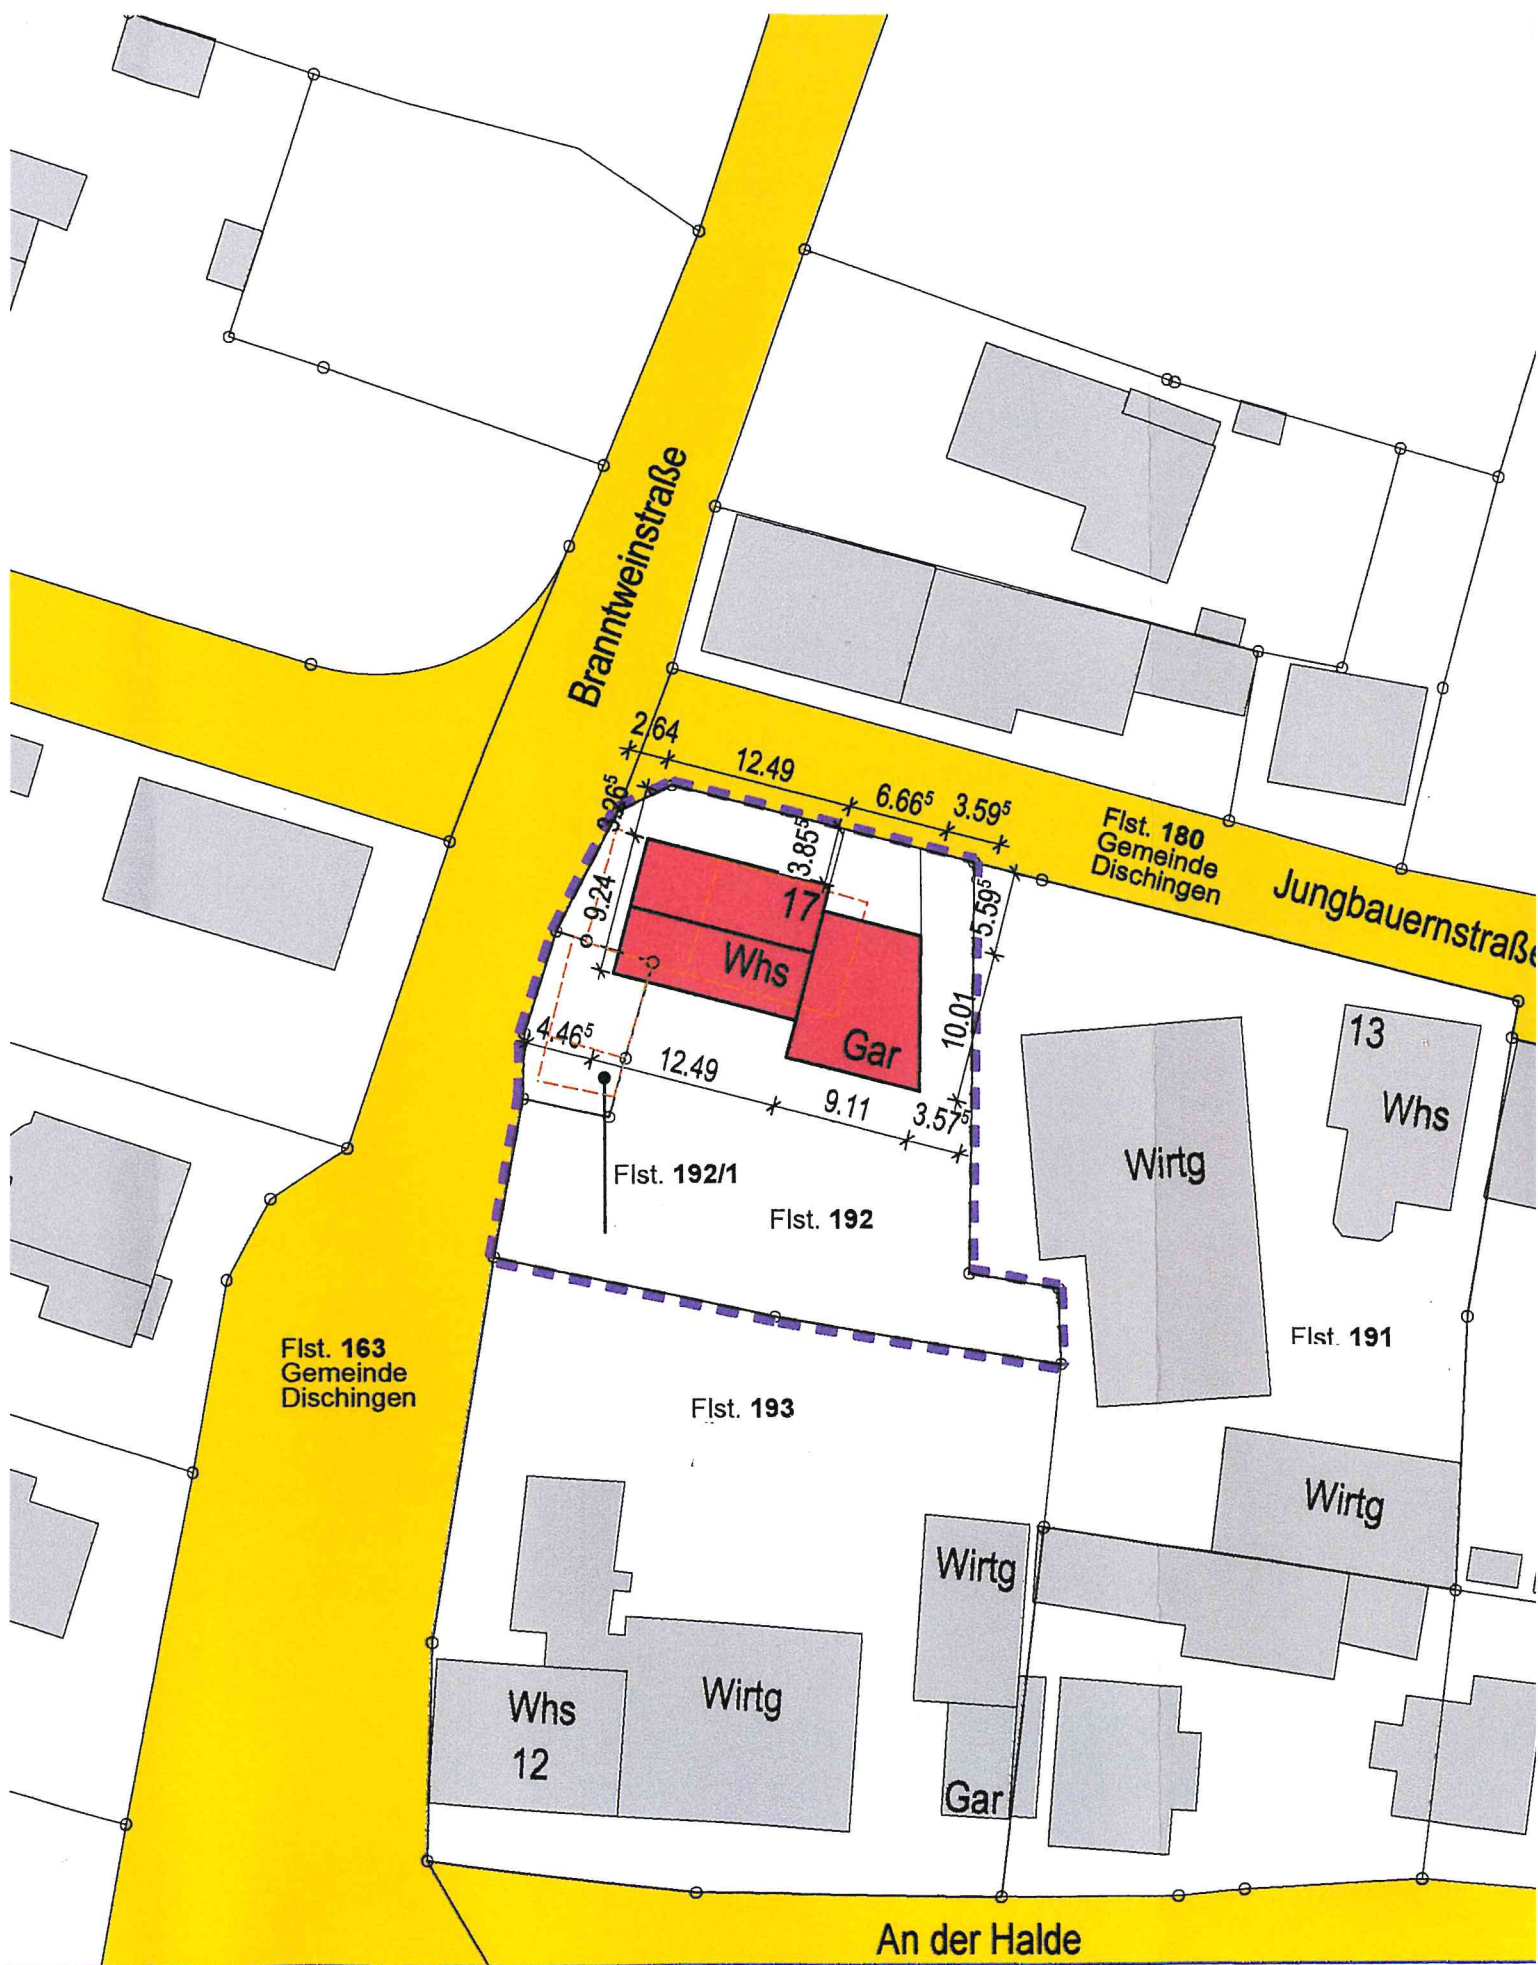 Branntweinstraße
2.64
12.49
6.66⁵
3.59⁵
3.26⁵
3.85⁵
9.24
17
Whs
Gar
5.59⁵
10.01
4.46⁵
12.49
9.11
3.57⁵
Flst. 180
Gemeinde
Dischingen
Jungbauernstraße
13
Whs
Wirtg
Flst. 192/1
Flst. 192
Flst. 191
Flst. 163
Gemeinde
Dischingen
Flst. 193
Wirtg
Wirtg
Whs
12
Wirtg
Gar
An der Halde